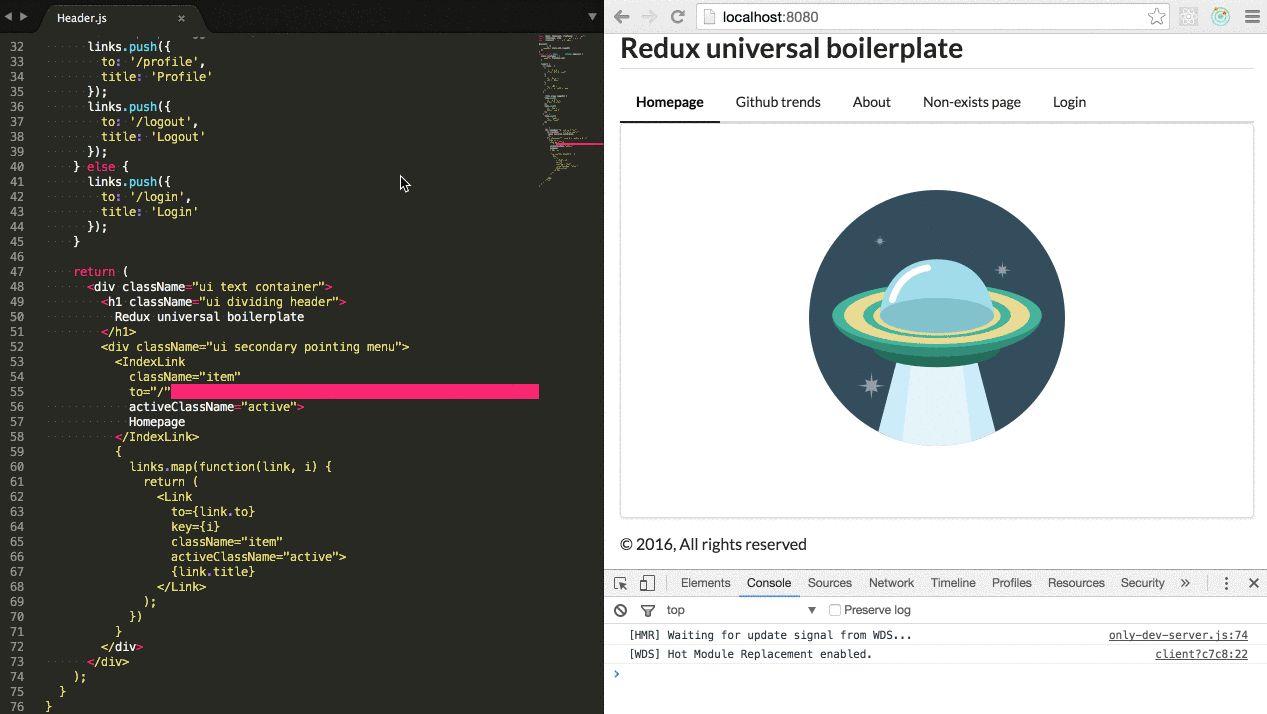 Header.js
32 links.push({
33 to: '/profile',
34 title: 'Profile'
35 });
36 links.push({
37 to: '/logout',
38 title: 'Logout'
39 });
40 } else {
41 links.push({
42 to: '/login',
43 title: 'Login'
44 });
45 }
46
47 return (
48 <div className="ui text container">
49 <h1 className="ui dividing header">
50 Redux universal boilerplate
51 </h1>
52 <div className="ui secondary pointing menu">
53 <IndexLink
54 className="item"
55 to="/"
56 activeClassName="active">
57 Homepage
58 </IndexLink>
59 {
60 links.map(function(link, i) {
61 return (
62 <Link
63 to={link.to}
64 key={i}
65 className="item"
66 activeClassName="active">
67 {link.title}
68 </Link>
69 );
70 })
71 }
72 </div>
73 </div>
74 );
75 }
76 }
localhost:8080
Redux universal boilerplate
Homepage Github trends About Non-exists page Login
© 2016, All rights reserved
Elements Console Sources Network Timeline Profiles Resources Security »
top Preserve log
[HMR] Waiting for update signal from WDS... only-dev-server.js:74
[WDS] Hot Module Replacement enabled. client?c7c8:22